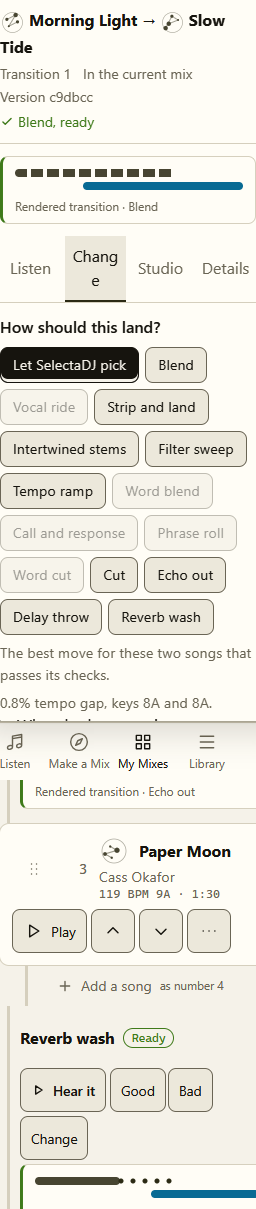 Morning Light → Slow
Tide
Transition 1 In the current mix
Version c9dbcc
✓ Blend, ready
Rendered transition · Blend
Listen
Chang
e
Studio
Details
How should this land?
Let SelectaDJ pick
Blend
Vocal ride
Strip and land
Intertwined stems
Filter sweep
Tempo ramp
Word blend
Call and response
Phrase roll
Word cut
Cut
Echo out
Delay throw
Reverb wash
The best move for these two songs that
passes its checks.
0.8% tempo gap, keys 8A and 8A.
Listen
Make a Mix
My Mixes
Library
Rendered transition · Echo out
3
Paper Moon
Cass Okafor
119 BPM 9A · 1:30
Play
···
+ Add a song as number 4
Reverb wash
Ready
Hear it
Good
Bad
Change